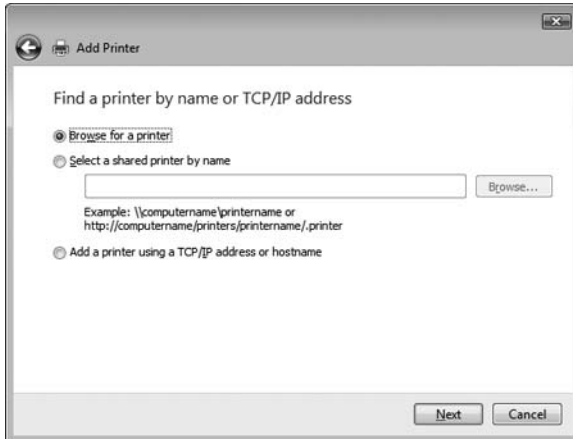 Add Printer
Find a printer by name or TCP/IP address
Browse for a printer
Select a shared printer by name
Browse...
Example: \\computername\printername or
http://computername/printers/printername/.printer
Add a printer using a TCP/IP address or hostname
Next Cancel